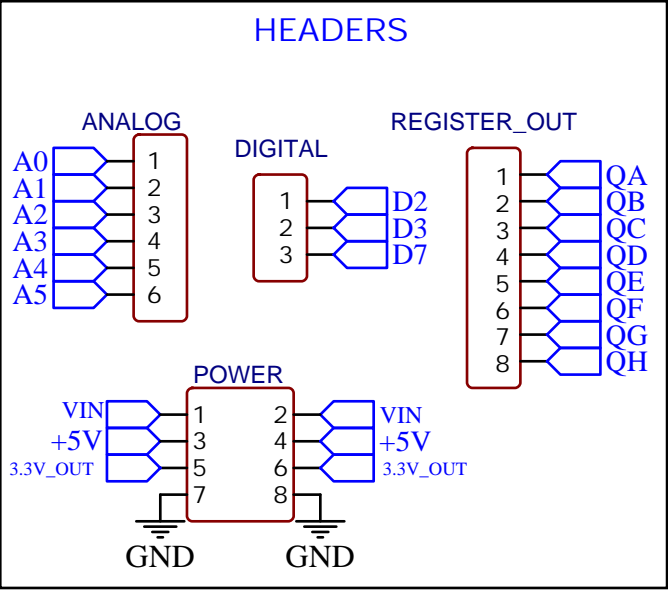 HEADERS
ANALOG
A0 1
A1 2
A2 3
A3 4
A4 5
A5 6
DIGITAL
1 D2
2 D3
3 D7
REGISTER_OUT
1 QA
2 QB
3 QC
4 QD
5 QE
6 QF
7 QG
8 QH
POWER
VIN 1 2 VIN
+5V 3 4 +5V
3.3V_OUT 5 6 3.3V_OUT
7 8
GND GND